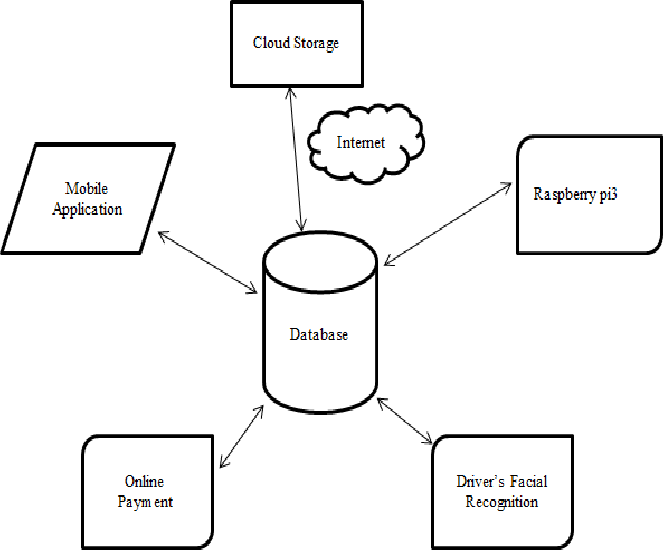 Cloud Storage
Internet
Mobile
Application
Raspberry pi3
Database
Online
Payment
Driver's Facial
Recognition